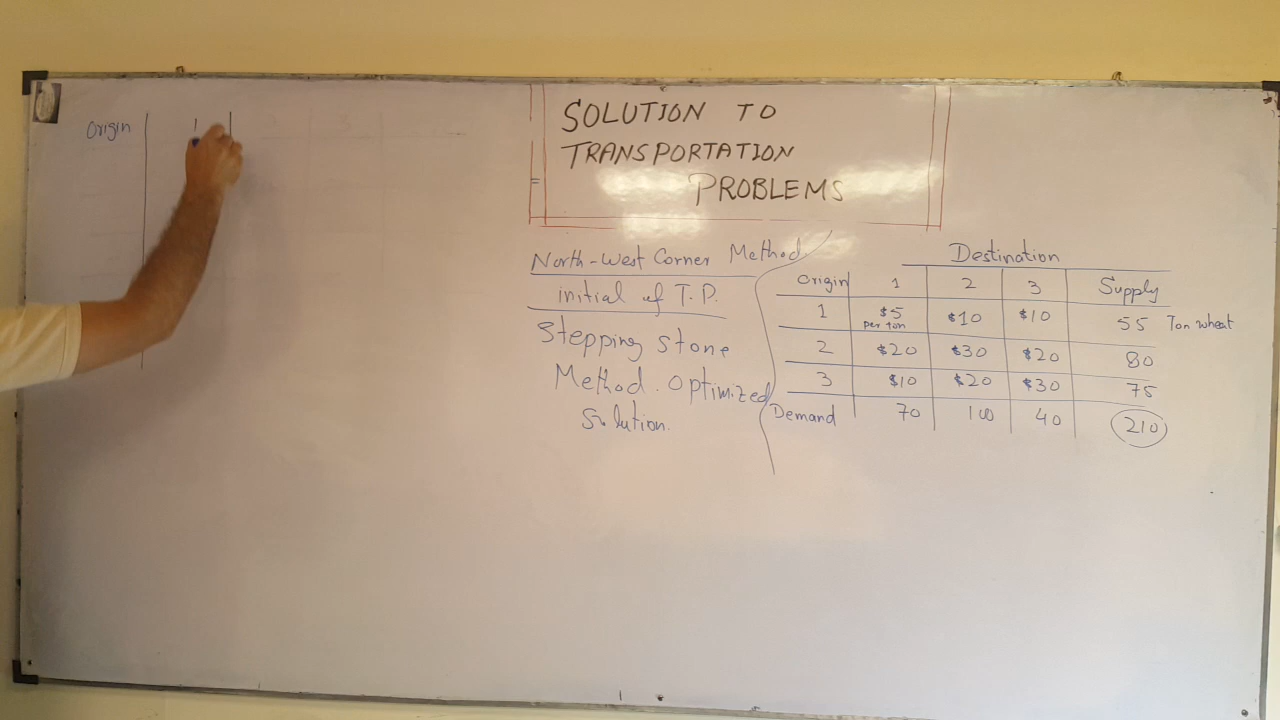 Origin 1
SOLUTION TO
TRANSPORTATION
PROBLEMS
North-West Corner Method
initial of T.P.
Stepping Stone
Method. Optimized
Solution.
Destination
Origin 1 2 3 Supply
1 $5 per ton $10 $10 55 Ton wheat
2 $20 $30 $20 80
3 $10 $20 $30 75
Demand 70 100 40 210